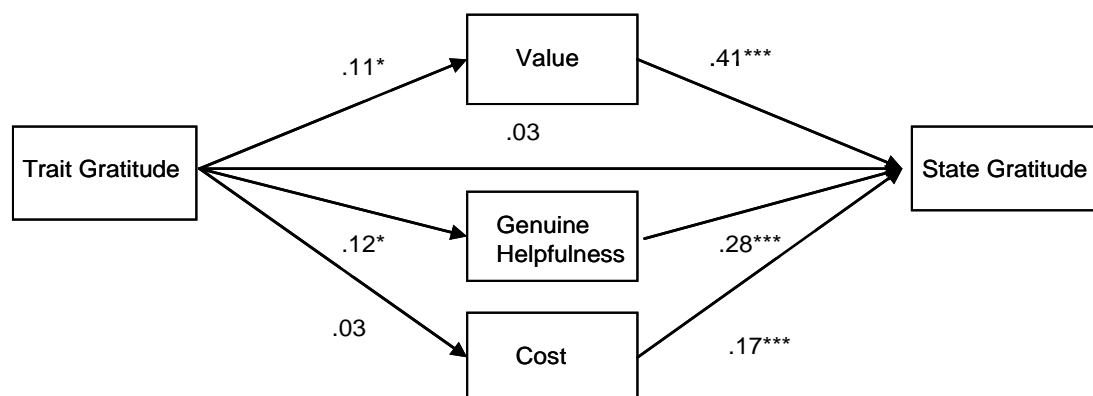 Value
.11*
.41***
.03
Trait Gratitude
State Gratitude
Genuine
Helpfulness
.12*
.28***
.03
Cost
.17***